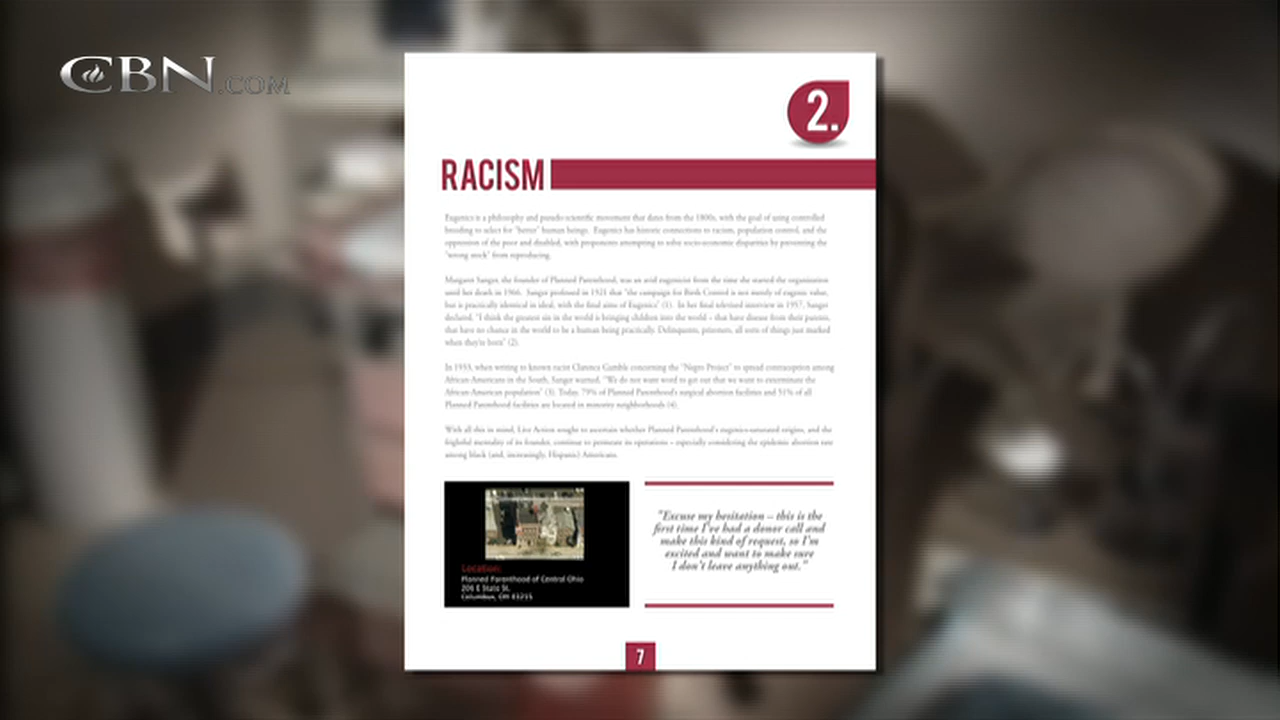 CBN.COM
2.
RACISM
Eugenics is a philosophy and pseudo-scientific movement that dates from the 1800s, with the goal of using controlled
breeding to select for "better" human beings. Eugenics has historic connections to racism, population control, and the
oppression of the poor and disabled, with proponents attempting to solve socio-economic disparities by preventing the
"wrong stock" from reproducing.
Margaret Sanger, the founder of Planned Parenthood, was an avid eugenicist from the time she started the organization
until her death in 1966. Sanger professed in 1921 that "the campaign for Birth Control is not merely of eugenic value,
but is practically identical in ideal, with the final aims of Eugenics" (1). In her final televised interview in 1957, Sanger
declared, "I think the greatest sin in the world is bringing children into the world – that have disease from their parents,
that have no chance in the world to be a human being practically. Delinquents, prisoners, all sorts of things just marked
when they're born" (2).
In 1933, when writing to known racist Clarence Gamble concerning the "Negro Project" to spread contraception among
African-Americans in the South, Sanger warned, "We do not want word to get out that we want to exterminate the
African-American population" (3). Today, 79% of Planned Parenthood's surgical abortion facilities and 51% of all
Planned Parenthood facilities are located in minority neighborhoods (4).
With all this in mind, Live Action sought to ascertain whether Planned Parenthood's eugenics-saturated origins, and the
frightful mentality of its founder, continue to permeate its operations – especially considering the epidemic abortion rate
among black (and, increasingly, Hispanic) Americans.
Location:
Planned Parenthood of Central Ohio
206 E State St.
Columbus, OH 43215
"Excuse my hesitation – this is the
first time I've had a donor call and
make this kind of request, so I'm
excited and want to make sure
I don't leave anything out."
7